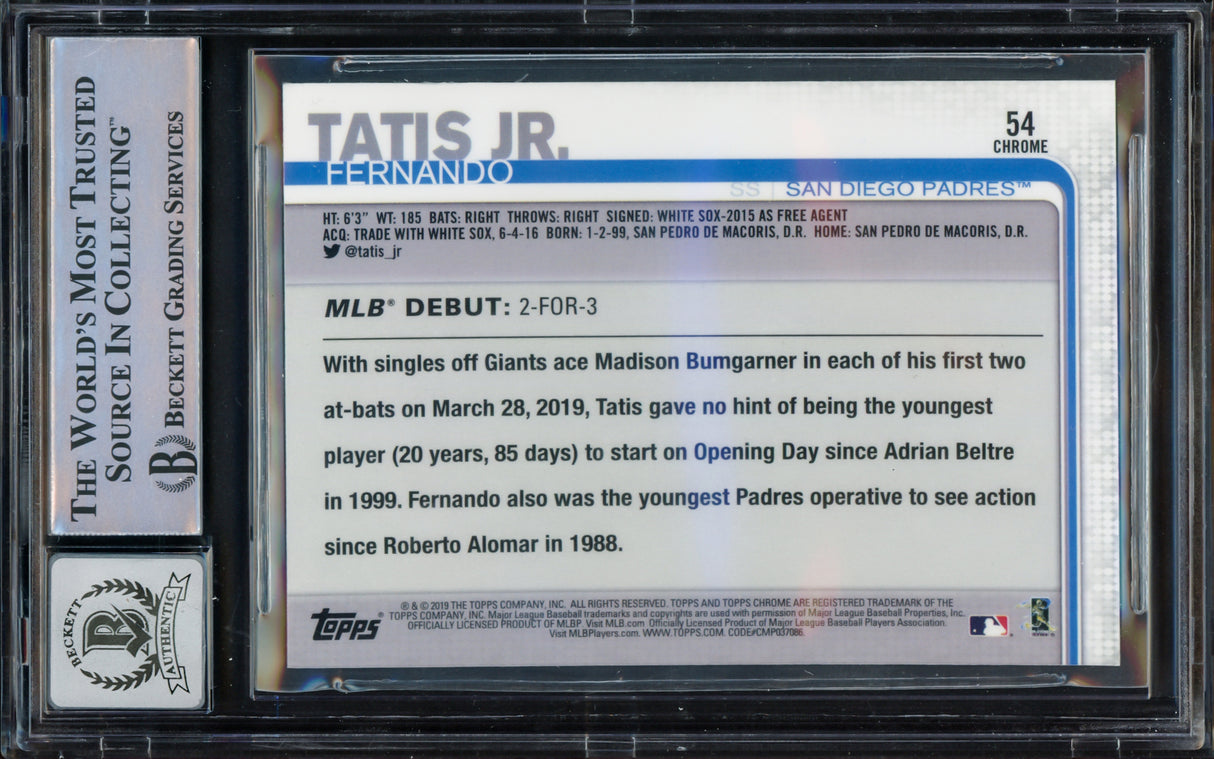 THE WORLD'S MOST TRUSTED
SOURCE IN COLLECTING™
BECKETT GRADING SERVICES
B
BECKETT
B
AUTHENTIC
TATIS JR.
FERNANDO
54
CHROME
SS | SAN DIEGO PADRES™
HT: 6'3" WT: 185 BATS: RIGHT THROWS: RIGHT SIGNED: WHITE SOX-2015 AS FREE AGENT
ACQ: TRADE WITH WHITE SOX, 6-4-16 BORN: 1-2-99, SAN PEDRO DE MACORIS, D.R. HOME: SAN PEDRO DE MACORIS, D.R.
@tatis_jr
MLB® DEBUT: 2-FOR-3
With singles off Giants ace Madison Bumgarner in each of his first two
at-bats on March 28, 2019, Tatis gave no hint of being the youngest
player (20 years, 85 days) to start on Opening Day since Adrian Beltre
in 1999. Fernando also was the youngest Padres operative to see action
since Roberto Alomar in 1988.
Topps®
® & © 2019 THE TOPPS COMPANY, INC. ALL RIGHTS RESERVED. TOPPS AND TOPPS CHROME ARE REGISTERED TRADEMARK OF THE
TOPPS COMPANY, INC. Major League Baseball trademarks and copyrights are used with permission of Major League Baseball Properties, Inc.
OFFICIALLY LICENSED PRODUCT OF MLBP. Visit MLB.com Officially Licensed Product of Major League Baseball Players Association.
Visit MLBPlayers.com. WWW.TOPPS.COM. CODE#CMP037086.